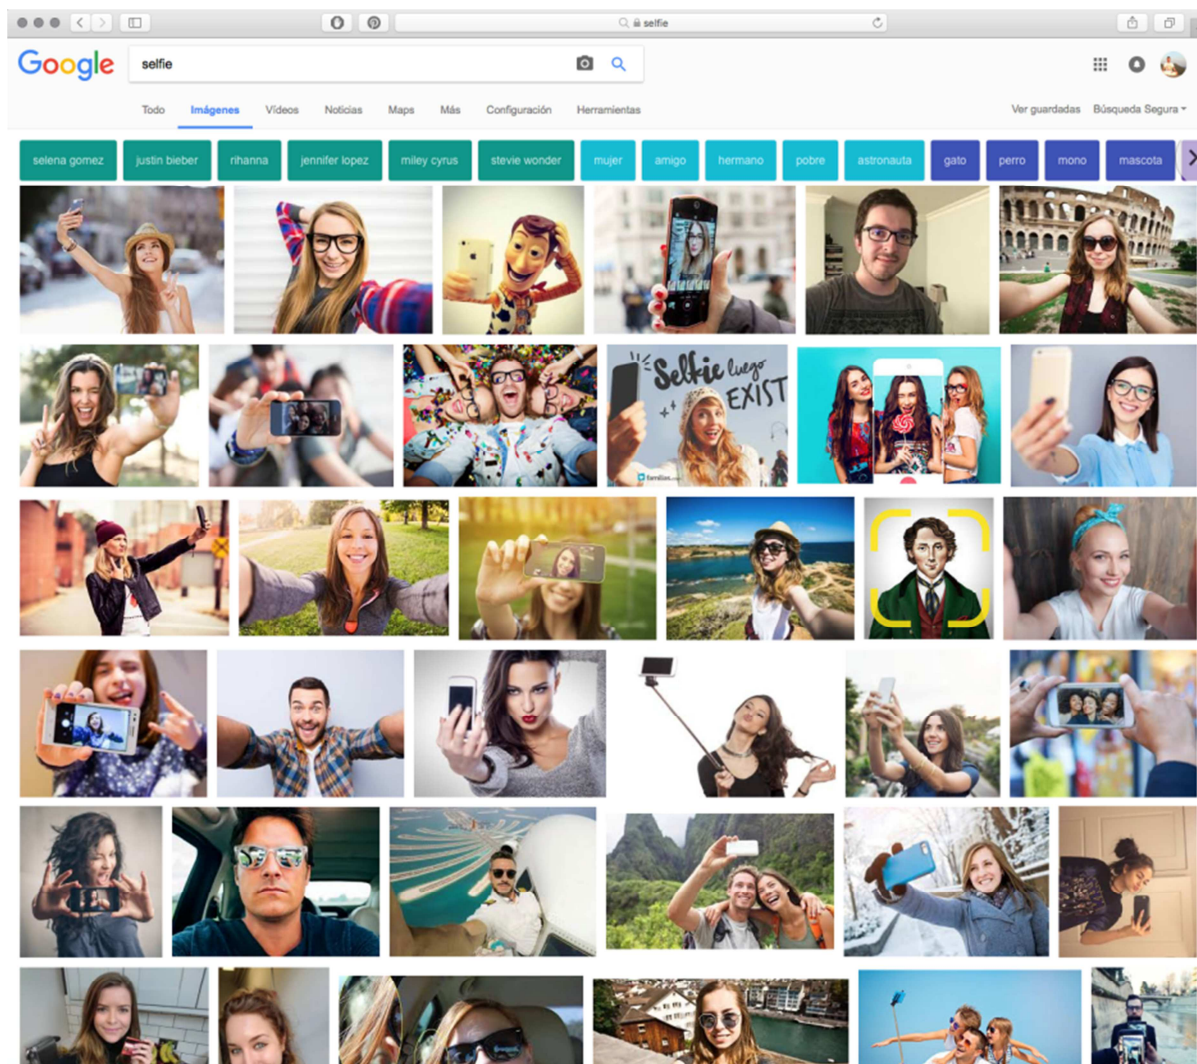 selfie
Google
selfie
Todo Imágenes Vídeos Noticias Maps Más Configuración Herramientas
Ver guardadas Búsqueda Segura
selena gomez justin bieber rihanna jennifer lopez miley cyrus stevie wonder mujer amigo hermano pobre astronauta gato perro mono mascota
Selfie luego
EXIST
familias.com